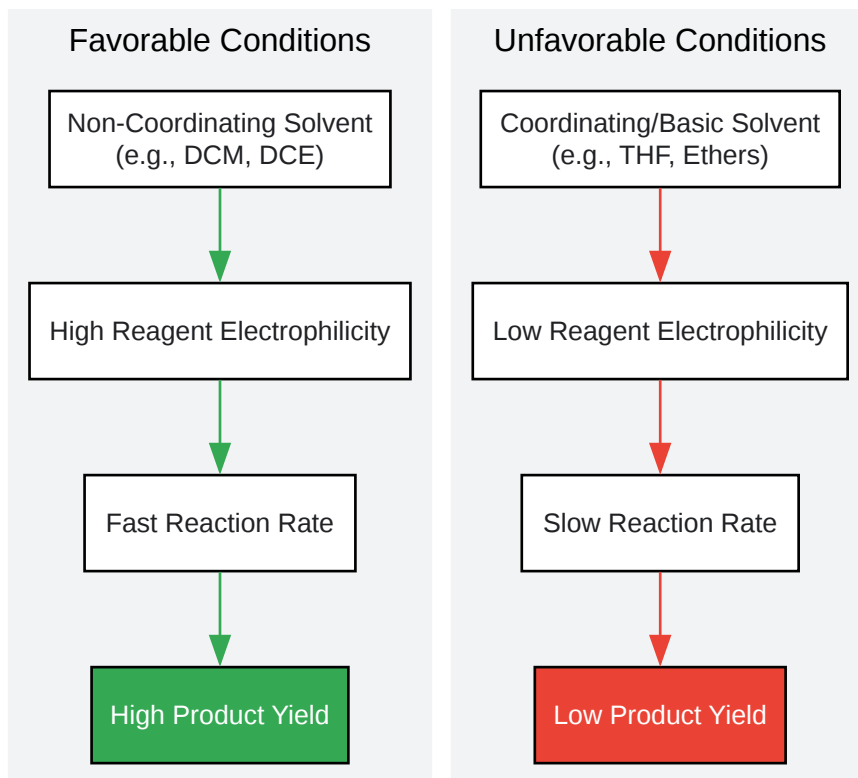 Favorable Conditions
Non-Coordinating Solvent
(e.g., DCM, DCE)
High Reagent Electrophilicity
Fast Reaction Rate
High Product Yield
Unfavorable Conditions
Coordinating/Basic Solvent
(e.g., THF, Ethers)
Low Reagent Electrophilicity
Slow Reaction Rate
Low Product Yield